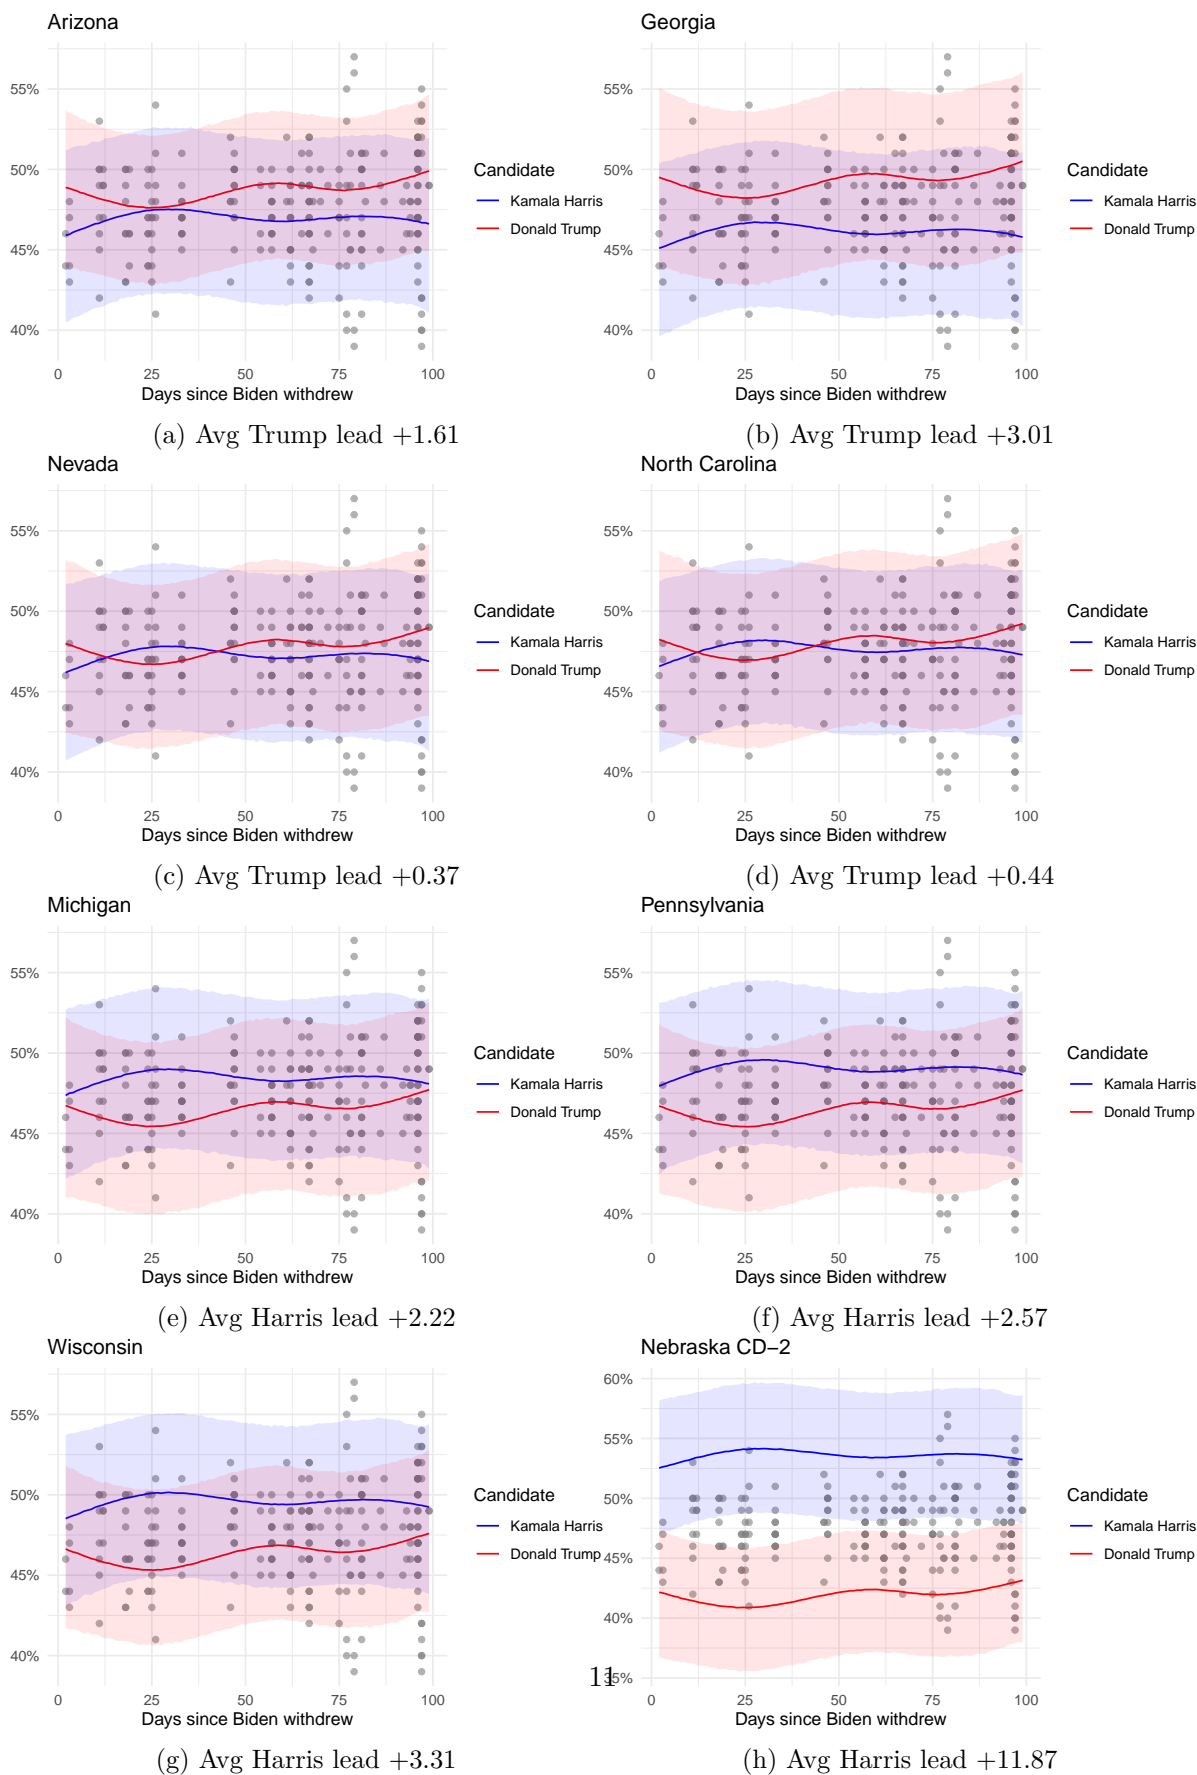 Arizona
55%
50%
45%
40%
0 25 50 75 100
Days since Biden withdrew
Candidate
Kamala Harris
Donald Trump
(a) Avg Trump lead +1.61
Georgia
55%
50%
45%
40%
0 25 50 75 100
Days since Biden withdrew
Candidate
Kamala Harris
Donald Trump
(b) Avg Trump lead +3.01
Nevada
55%
50%
45%
40%
0 25 50 75 100
Days since Biden withdrew
Candidate
Kamala Harris
Donald Trump
(c) Avg Trump lead +0.37
North Carolina
55%
50%
45%
40%
0 25 50 75 100
Days since Biden withdrew
Candidate
Kamala Harris
Donald Trump
(d) Avg Trump lead +0.44
Michigan
55%
50%
45%
40%
0 25 50 75 100
Days since Biden withdrew
Candidate
Kamala Harris
Donald Trump
(e) Avg Harris lead +2.22
Pennsylvania
55%
50%
45%
40%
0 25 50 75 100
Days since Biden withdrew
Candidate
Kamala Harris
Donald Trump
(f) Avg Harris lead +2.57
Wisconsin
55%
50%
45%
40%
0 25 50 75 100
Days since Biden withdrew
Candidate
Kamala Harris
Donald Trump
(g) Avg Harris lead +3.31
Nebraska CD−2
60%
55%
50%
45%
40%
35%
0 25 50 75 100
Days since Biden withdrew
Candidate
Kamala Harris
Donald Trump
(h) Avg Harris lead +11.87
11